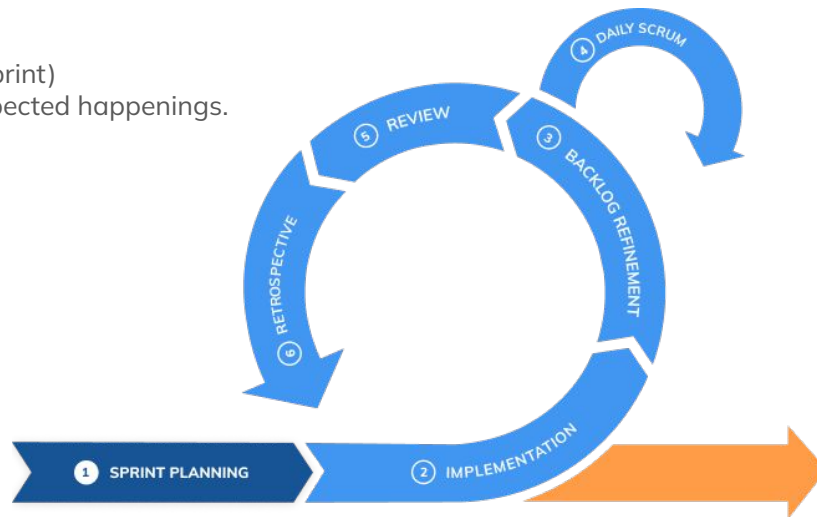 print)
pected happenings.
1 SPRINT PLANNING
2 IMPLEMENTATION
3 BACKLOG REFINEMENT
4 DAILY SCRUM
5 REVIEW
6 RETROSPECTIVE